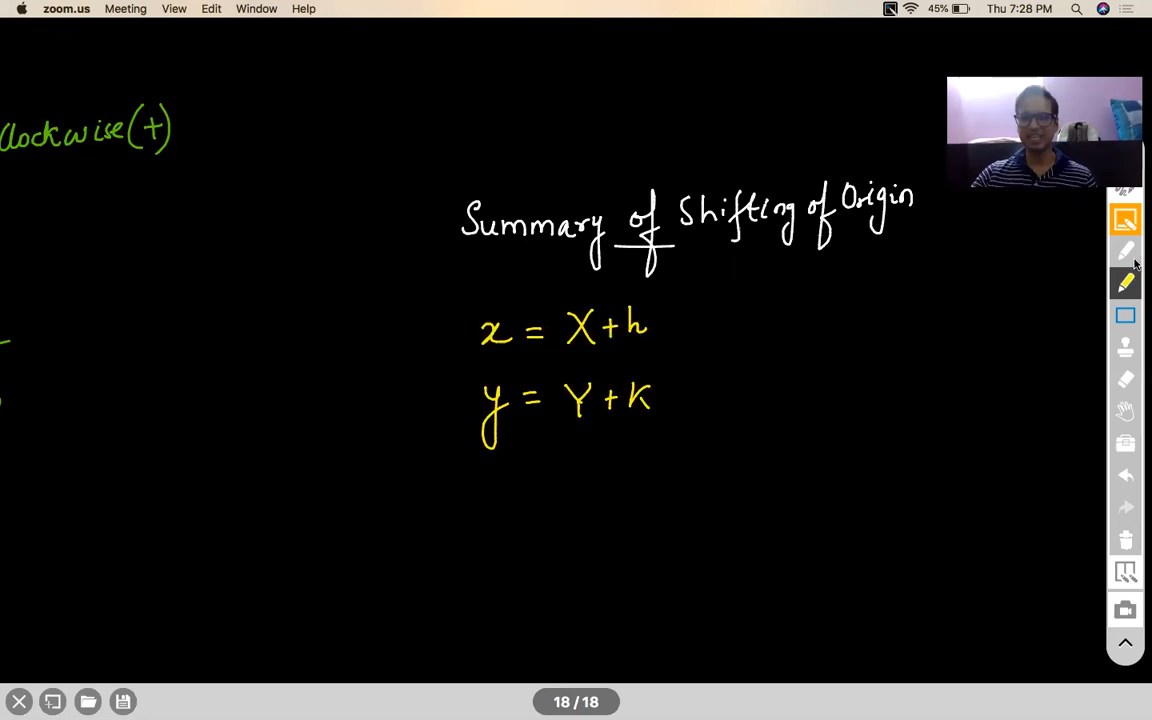 zoom.us Meeting View Edit Window Help 45% Thu 7:28 PM
Clockwise(+)
Summary of Shifting of Origin
x = X+h
y = Y+K
18 / 18